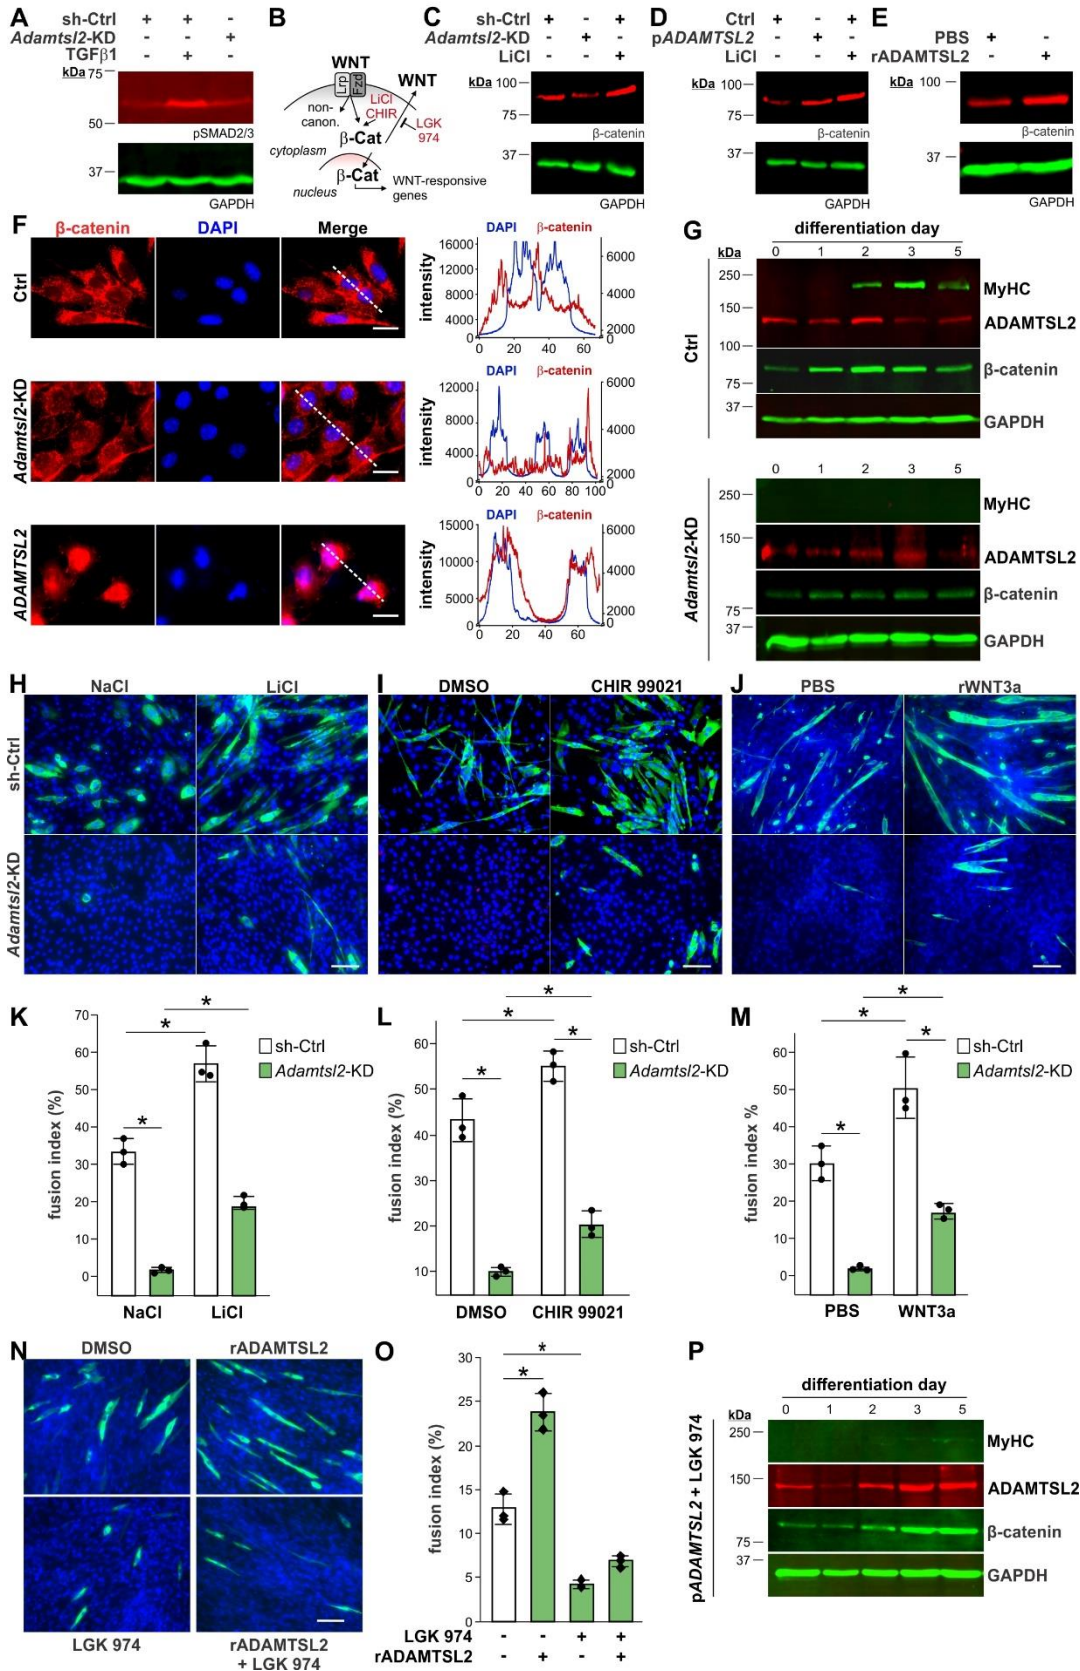 A
sh-Ctrl + + -
Adamtsl2-KD - - +
TGFβ1 - + -
kDa
75
50
pSMAD2/3
37
GAPDH
B
WNT
WNT
Lrp
Fzd
non-
canon.
LiCl
CHIR
LGK
974
β-Cat
cytoplasm
β-Cat
nucleus
WNT-responsive
genes
C
sh-Ctrl + - +
Adamtsl2-KD - + -
LiCl - - +
kDa
100
75
β-catenin
37
GAPDH
D
Ctrl + - +
pADAMTSL2 - + -
LiCl - - +
kDa
100
75
β-catenin
37
GAPDH
E
PBS + -
rADAMTSL2 - +
kDa
100
75
β-catenin
37
GAPDH
F
β-catenin DAPI Merge
Ctrl
Adamtsl2-KD
ADAMTSL2
DAPI β-catenin
intensity
16000
12000
8000
4000
0
6000
4000
2000
0
0 20 40 60
DAPI β-catenin
intensity
12000
8000
4000
0
6000
4000
2000
0
0 20 40 60 80 100
DAPI β-catenin
intensity
15000
10000
5000
0
6000
4000
2000
0
0 20 40 60
G
differentiation day
kDa
0 1 2 3 5
Ctrl
250
150
100
75
37
MyHC
ADAMTSL2
β-catenin
GAPDH
0 1 2 3 5
Adamtsl2-KD
250
150
75
37
MyHC
ADAMTSL2
β-catenin
GAPDH
H
NaCl LiCl
sh-Ctrl
Adamtsl2-KD
I
DMSO CHIR 99021
J
PBS rWNT3a
K
fusion index (%)
70
60
50
40
30
20
10
0
* * *
sh-Ctrl
Adamtsl2-KD
NaCl LiCl
L
fusion index (%)
60
50
40
30
20
10
* * * *
sh-Ctrl
Adamtsl2-KD
DMSO CHIR 99021
M
fusion index %
60
50
40
30
20
10
0
* * * *
sh-Ctrl
Adamtsl2-KD
PBS WNT3a
N
DMSO rADAMTSL2
LGK 974 rADAMTSL2
+ LGK 974
O
fusion index (%)
30
25
20
15
10
5
0
* *
LGK 974 - - + +
rADAMTSL2 - + - +
P
differentiation day
kDa
0 1 2 3 5
pADAMTSL2 + LGK 974
250
150
75
37
MyHC
ADAMTSL2
β-catenin
GAPDH